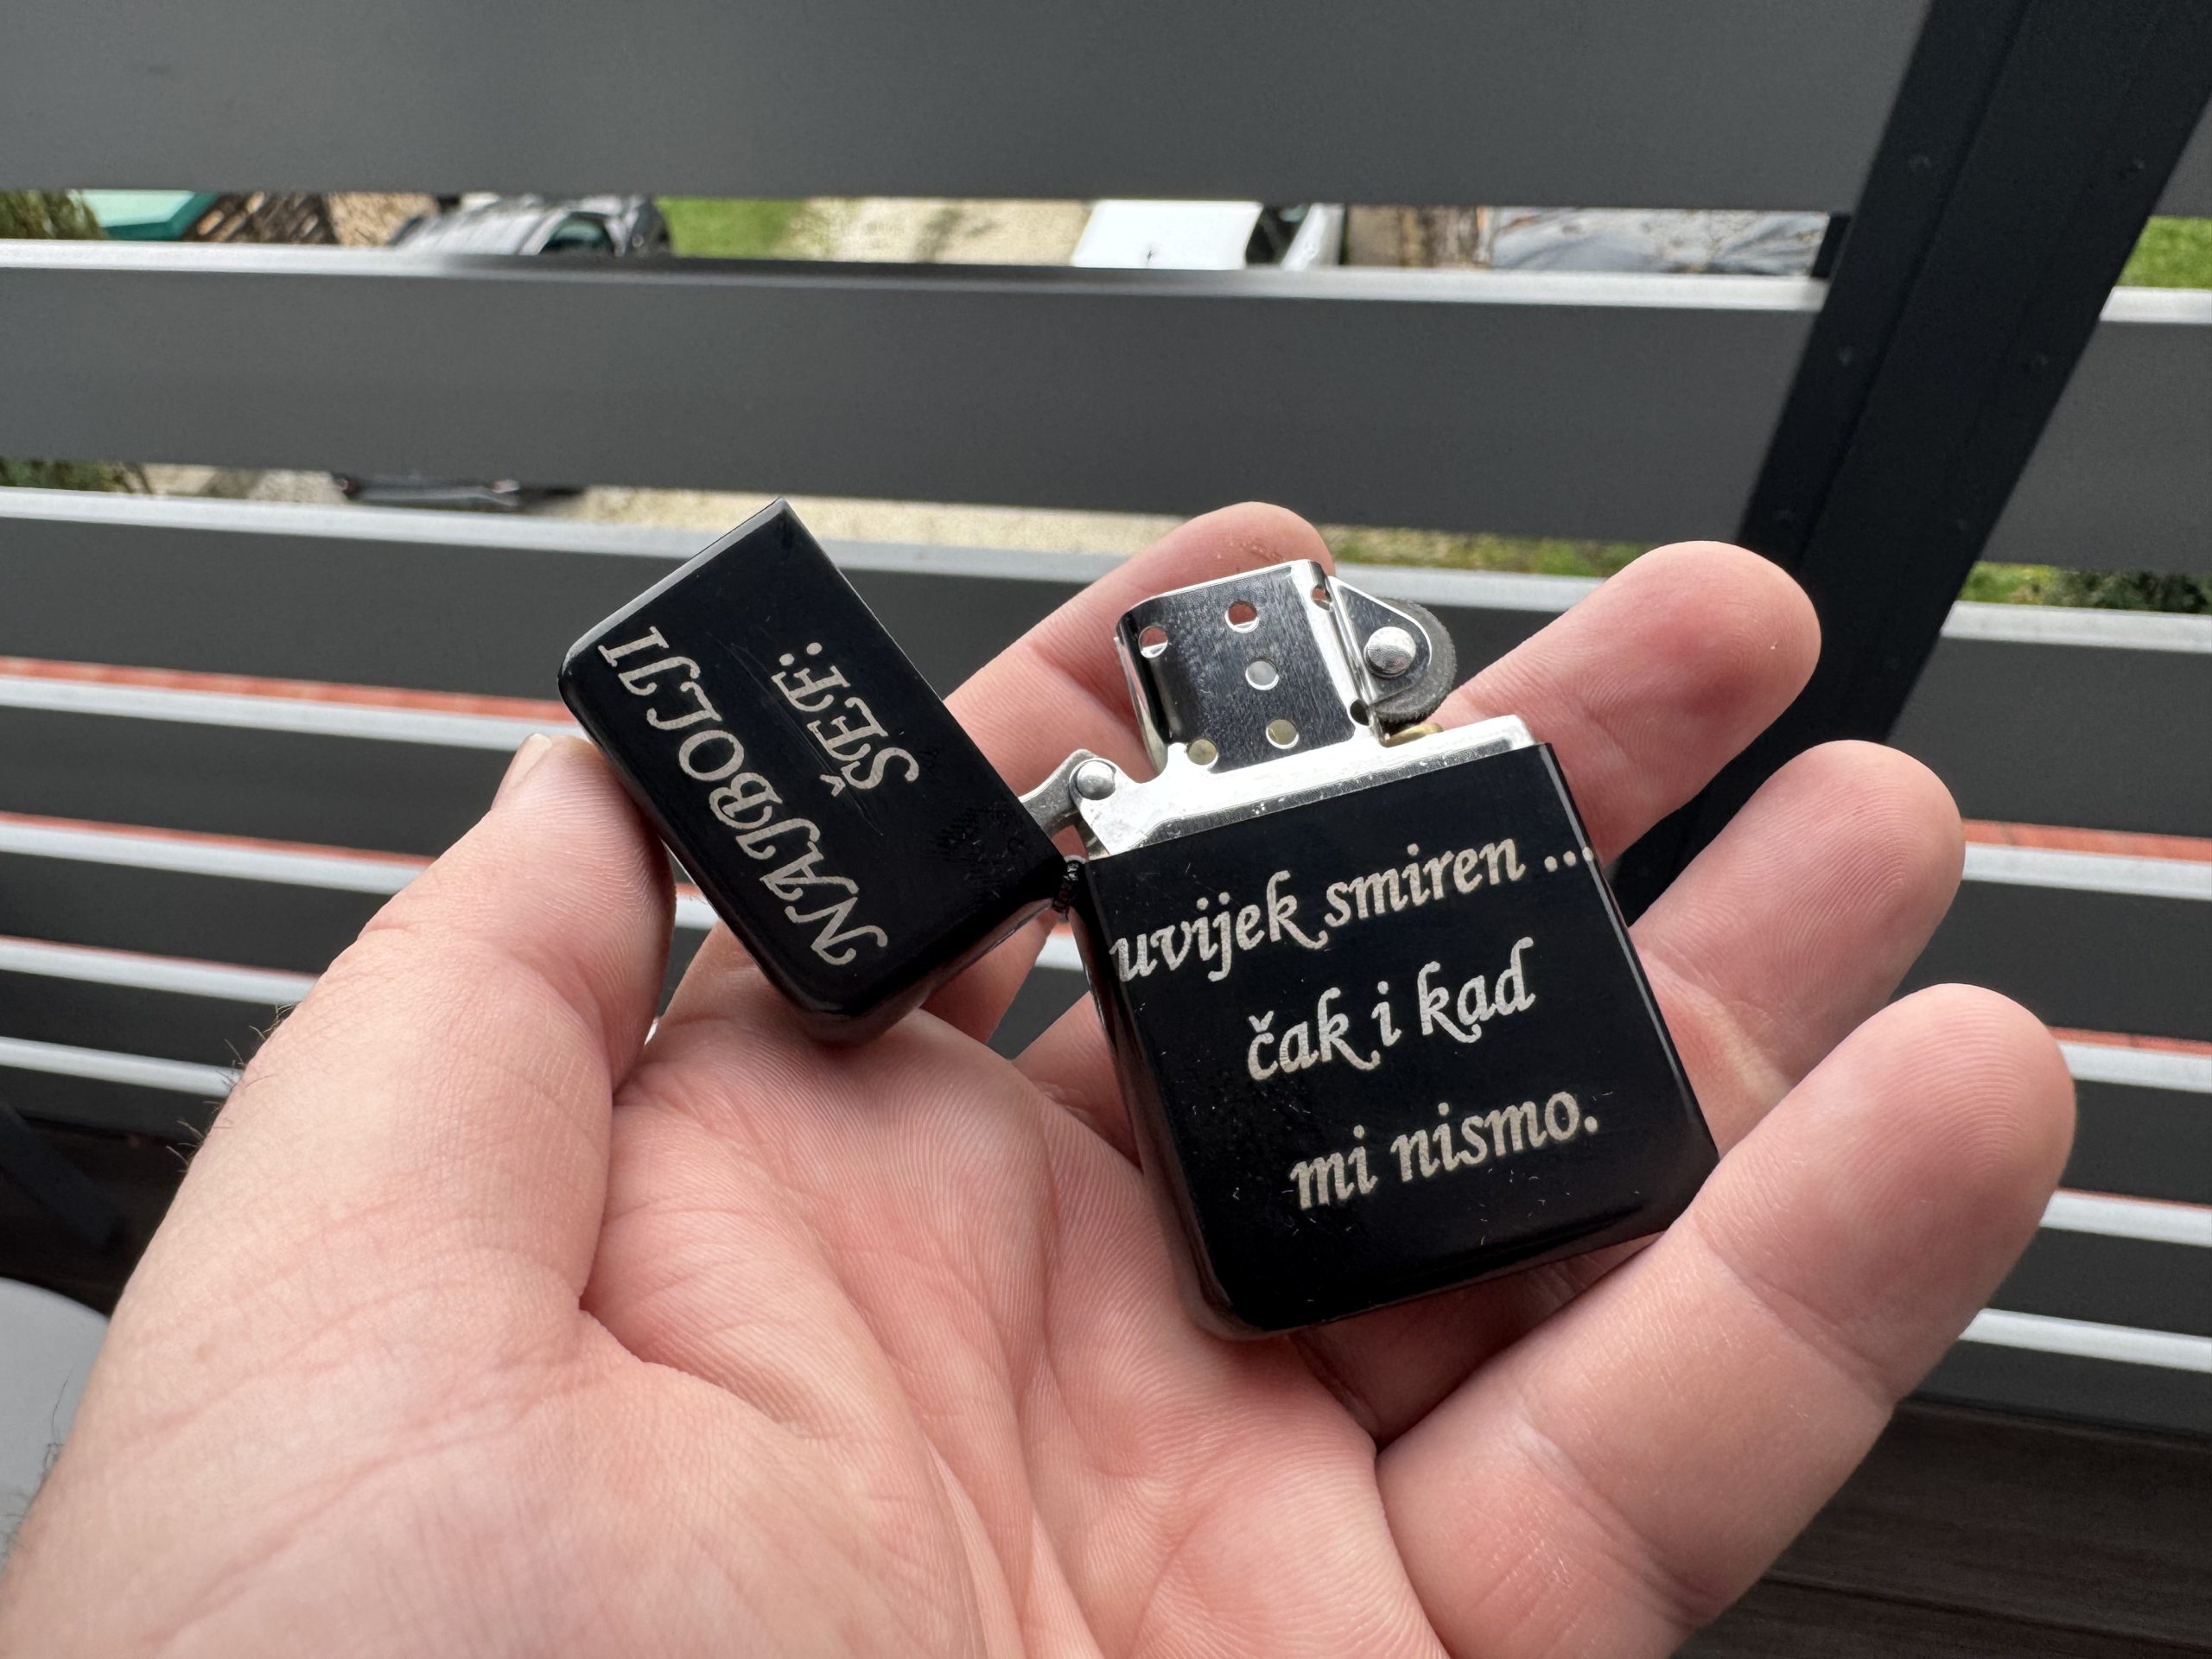 NAJBOLJI
ŠEF:
uvijek smiren ...
čak i kad
mi nismo.